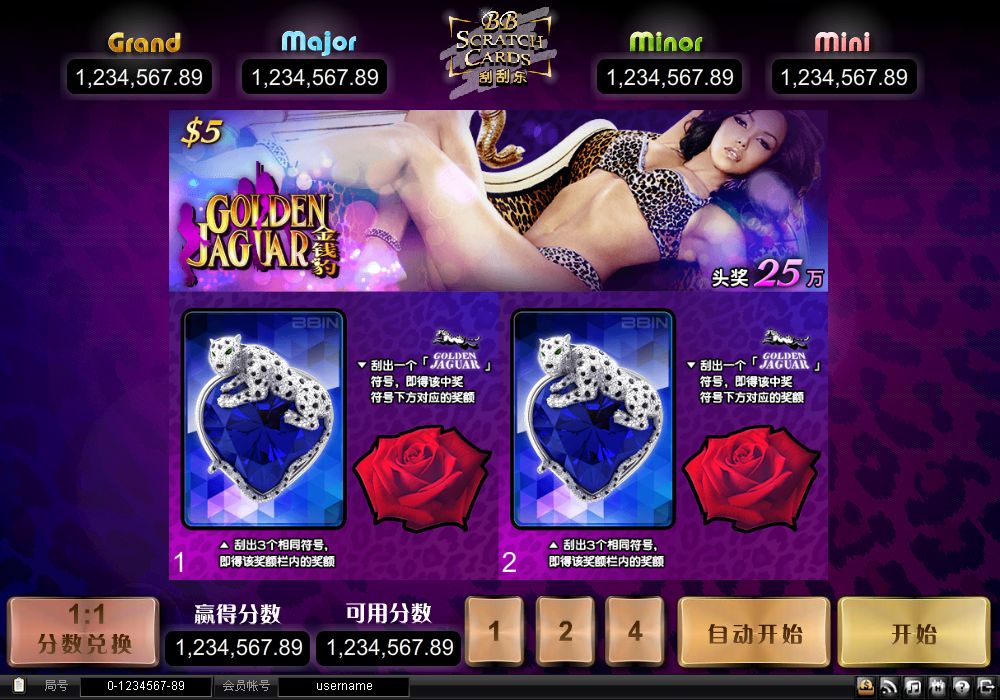 Grand
Major
BB
SCRATCH
CARDS
刮刮乐
Minor
Mini
1,234,567.89
1,234,567.89
1,234,567.89
1,234,567.89
$5
GOLDEN
JAGUAR
金钱豹
头奖 25 万
BBIN
▼ 刮出一个「GOLDEN JAGUAR」
符号，即得该中奖
符号下方对应的奖额
▲ 刮出3个相同符号，
即得该奖额栏内的奖额
1
BBIN
▼ 刮出一个「GOLDEN JAGUAR」
符号，即得该中奖
符号下方对应的奖额
▲ 刮出3个相同符号，
即得该奖额栏内的奖额
2
1:1
分数兑换
赢得分数
1,234,567.89
可用分数
1,234,567.89
1
2
4
自动开始
开始
局号
0-1234567-89
会员帐号
username